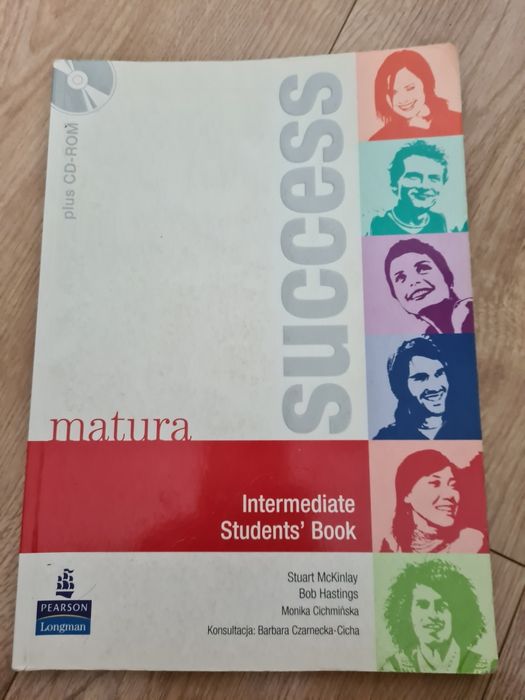 plus CD-ROM
success
matura
Intermediate
Students' Book
Stuart McKinlay
Bob Hastings
Monika Cichmińska
Konsultacja: Barbara Czarnecka-Cicha
PEARSON
Longman